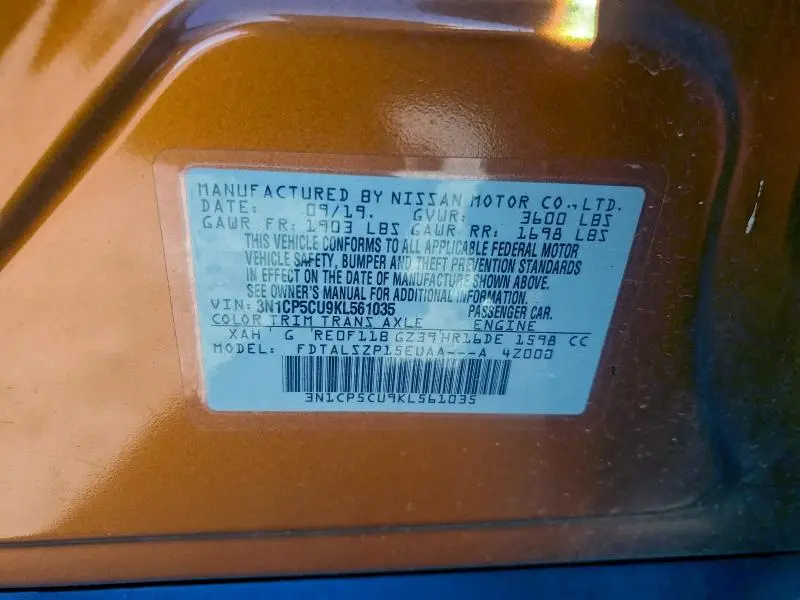 MANUFACTURED BY NISSAN MOTOR CO., LTD.
DATE: 09/19. GVWR: 3600 LBS
GAWR FR: 1903 LBS GAWR RR: 1698 LBS
THIS VEHICLE CONFORMS TO ALL APPLICABLE FEDERAL MOTOR
VEHICLE SAFETY, BUMPER AND THEFT PREVENTION STANDARDS
IN EFFECT ON THE DATE OF MANUFACTURE SHOWN ABOVE.
SEE OWNER'S MANUAL FOR ADDITIONAL INFORMATION.
VIN: 3N1CP5CU9KL561035 PASSENGER CAR.
COLOR TRIM TRANS AXLE ENGINE
XAH G RE0F11B GZ39 HR16DE 1598 CC
MODEL: FDTALSZP15EUAA---A 4Z000
3N1CP5CU9KL561035